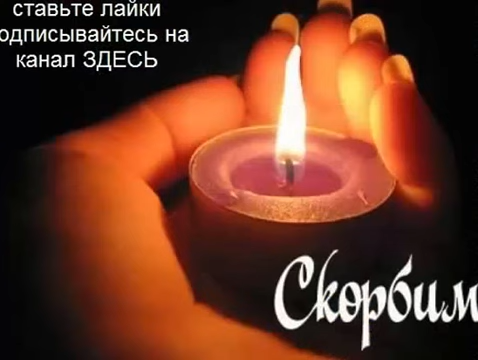 ставьте лайки
одписывайтесь на
канал ЗДЕСЬ
Скорбим